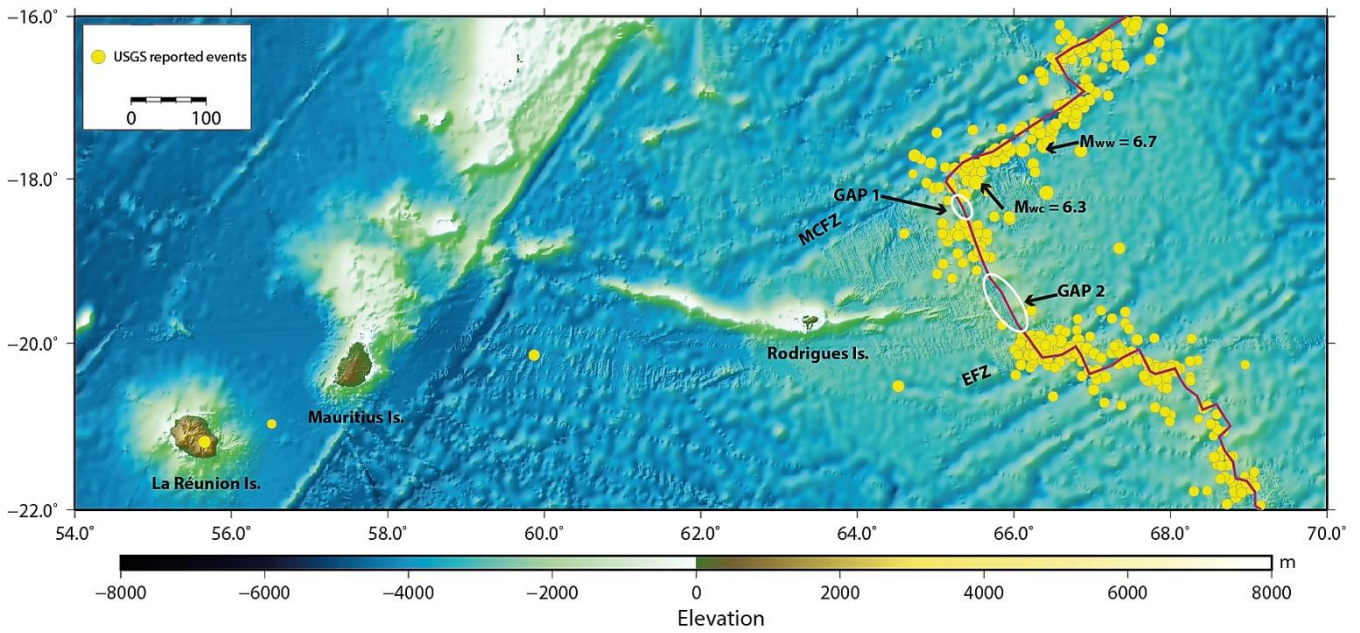 −16.0˚
USGS reported events
0 100
−18.0˚
−20.0˚
−22.0˚
Mww = 6.7
Mwc = 6.3
GAP 1
MCFZ
GAP 2
Rodrigues Is.
EFZ
Mauritius Is.
La Réunion Is.
54.0˚ 56.0˚ 58.0˚ 60.0˚ 62.0˚ 64.0˚ 66.0˚ 68.0˚ 70.0˚
m
−8000 −6000 −4000 −2000 0 2000 4000 6000 8000
Elevation